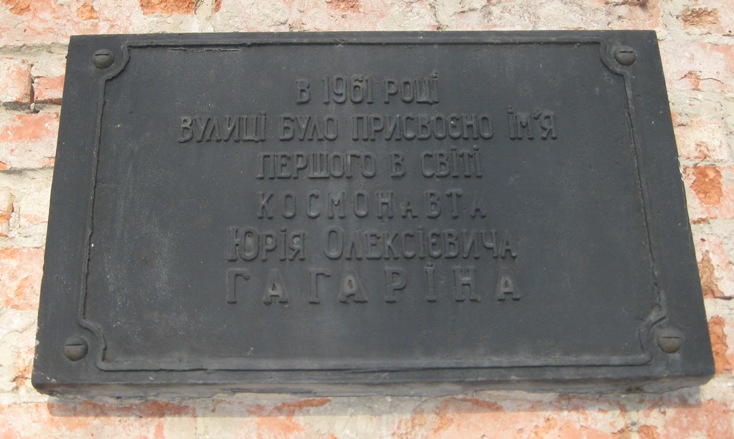 В 1961 РОЦІ
ВУЛИЦІ БУЛО ПРИСВОЄНО ІМ'Я
ПЕРШОГО В СВІТІ
КОСМОНАВТА
ЮРІЯ ОЛЕКСІЄВИЧА
ГАГАРІНА